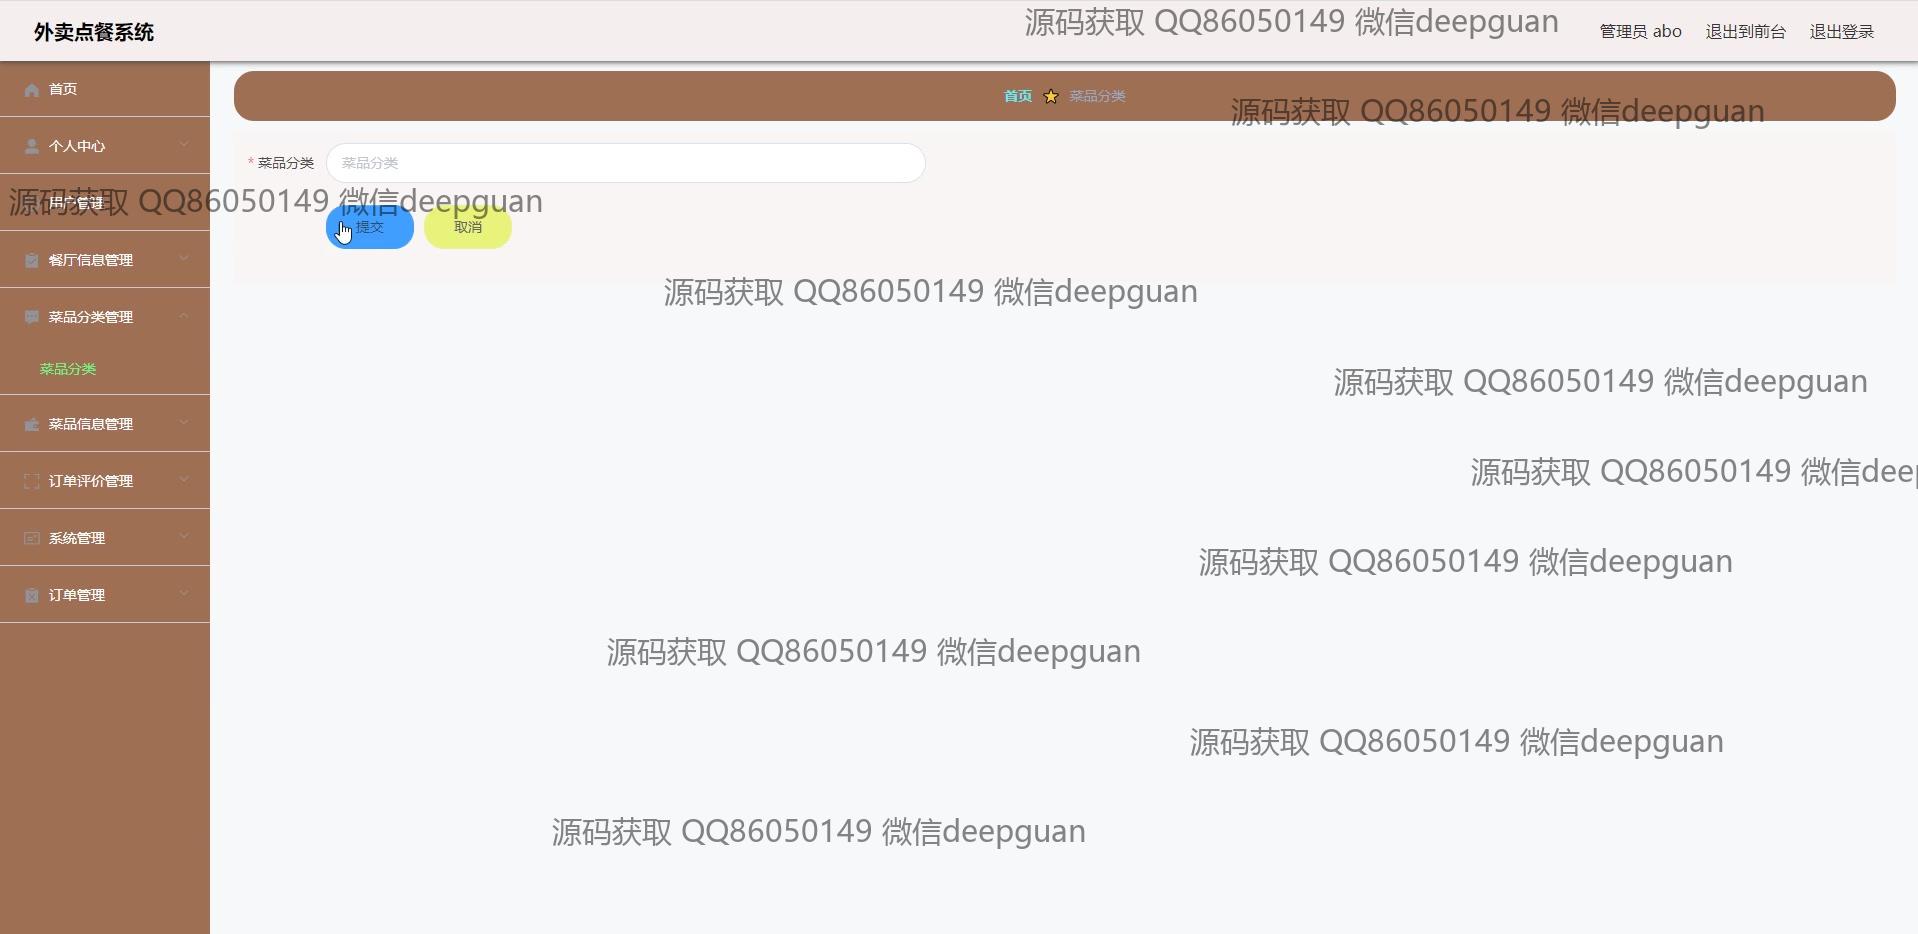 外卖点餐系统
源码获取 QQ86050149 微信deepguan
管理员 abo
退出到前台
退出登录
首页
首页
菜品分类
源码获取 QQ86050149 微信deepguan
个人中心
* 菜品分类
菜品分类
用户管理
源码获取 QQ86050149 微信deepguan
提交
取消
餐厅信息管理
源码获取 QQ86050149 微信deepguan
菜品分类管理
菜品分类
源码获取 QQ86050149 微信deepguan
菜品信息管理
源码获取 QQ86050149 微信deep
订单评价管理
系统管理
源码获取 QQ86050149 微信deepguan
订单管理
源码获取 QQ86050149 微信deepguan
源码获取 QQ86050149 微信deepguan
源码获取 QQ86050149 微信deepguan